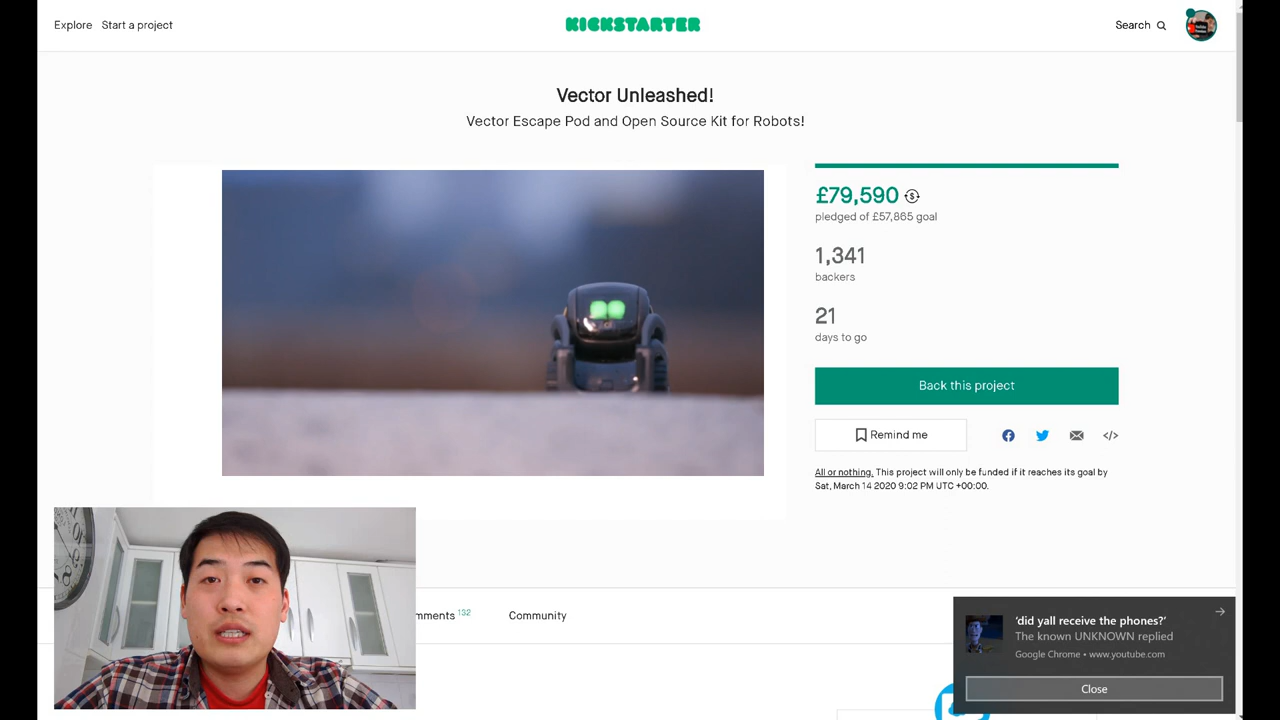 Explore Start a project
KICKSTARTER
Search
Vector Unleashed!
Vector Escape Pod and Open Source Kit for Robots!
£79,590
pledged of £57,865 goal
1,341
backers
21
days to go
Back this project
Remind me
All or nothing. This project will only be funded if it reaches its goal by
Sat, March 14 2020 9:02 PM UTC +00:00.
mments 132
Community
'did yall receive the phones?'
The known UNKNOWN replied
Google Chrome • www.youtube.com
Close